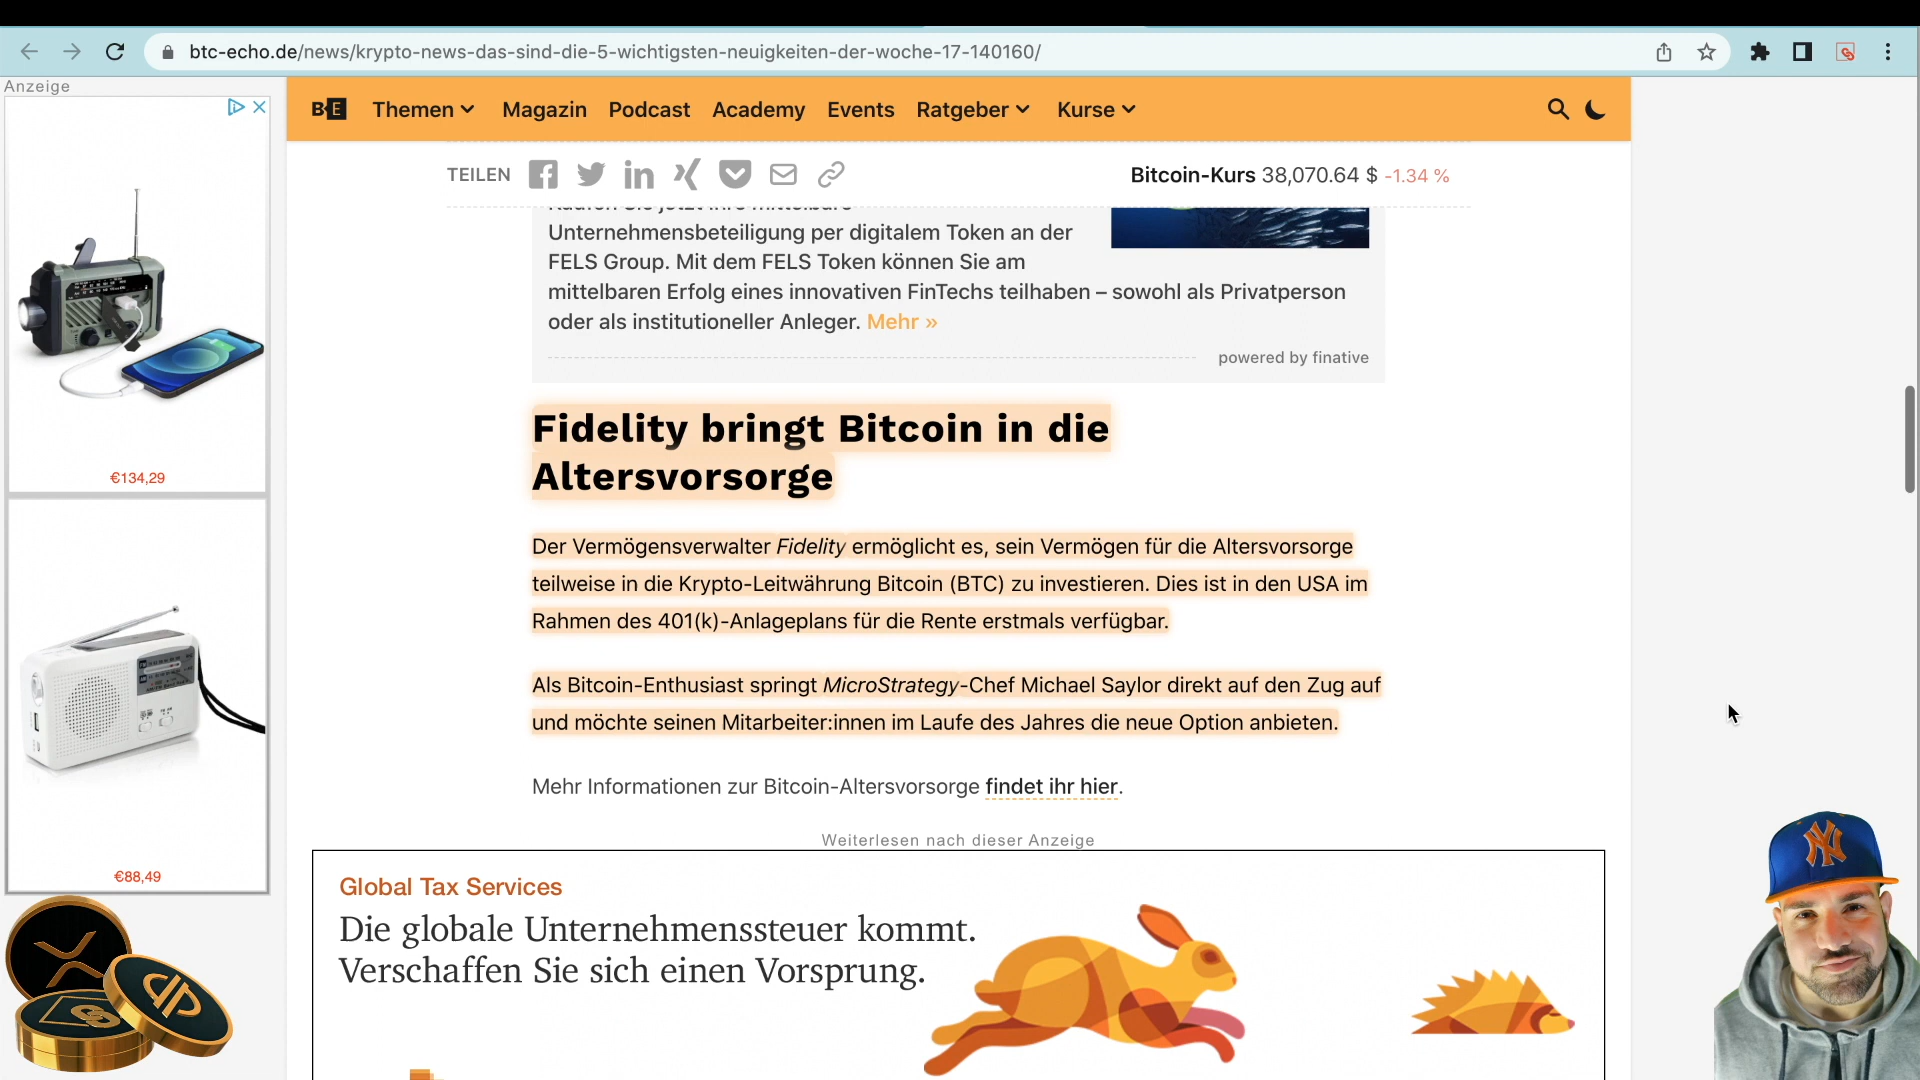 btc-echo.de/news/krypto-news-das-sind-die-5-wichtigsten-neuigkeiten-der-woche-17-140160/
Anzeige
B-E Themen Magazin Podcast Academy Events Ratgeber Kurse
TEILEN
Bitcoin-Kurs 38,070.64 $ -1.34 %
Kaufen Sie jetzt Ihre mittelbare
Unternehmensbeteiligung per digitalem Token an der
FELS Group. Mit dem FELS Token können Sie am
mittelbaren Erfolg eines innovativen FinTechs teilhaben – sowohl als Privatperson
oder als institutioneller Anleger. Mehr »
powered by finative
Fidelity bringt Bitcoin in die
Altersvorsorge
Der Vermögensverwalter Fidelity ermöglicht es, sein Vermögen für die Altersvorsorge
teilweise in die Krypto-Leitwährung Bitcoin (BTC) zu investieren. Dies ist in den USA im
Rahmen des 401(k)-Anlageplans für die Rente erstmals verfügbar.
Als Bitcoin-Enthusiast springt MicroStrategy-Chef Michael Saylor direkt auf den Zug auf
und möchte seinen Mitarbeiter:innen im Laufe des Jahres die neue Option anbieten.
Mehr Informationen zur Bitcoin-Altersvorsorge findet ihr hier.
Weiterlesen nach dieser Anzeige
Global Tax Services
Die globale Unternehmenssteuer kommt.
Verschaffen Sie sich einen Vorsprung.
€134,29
€88,49
NY